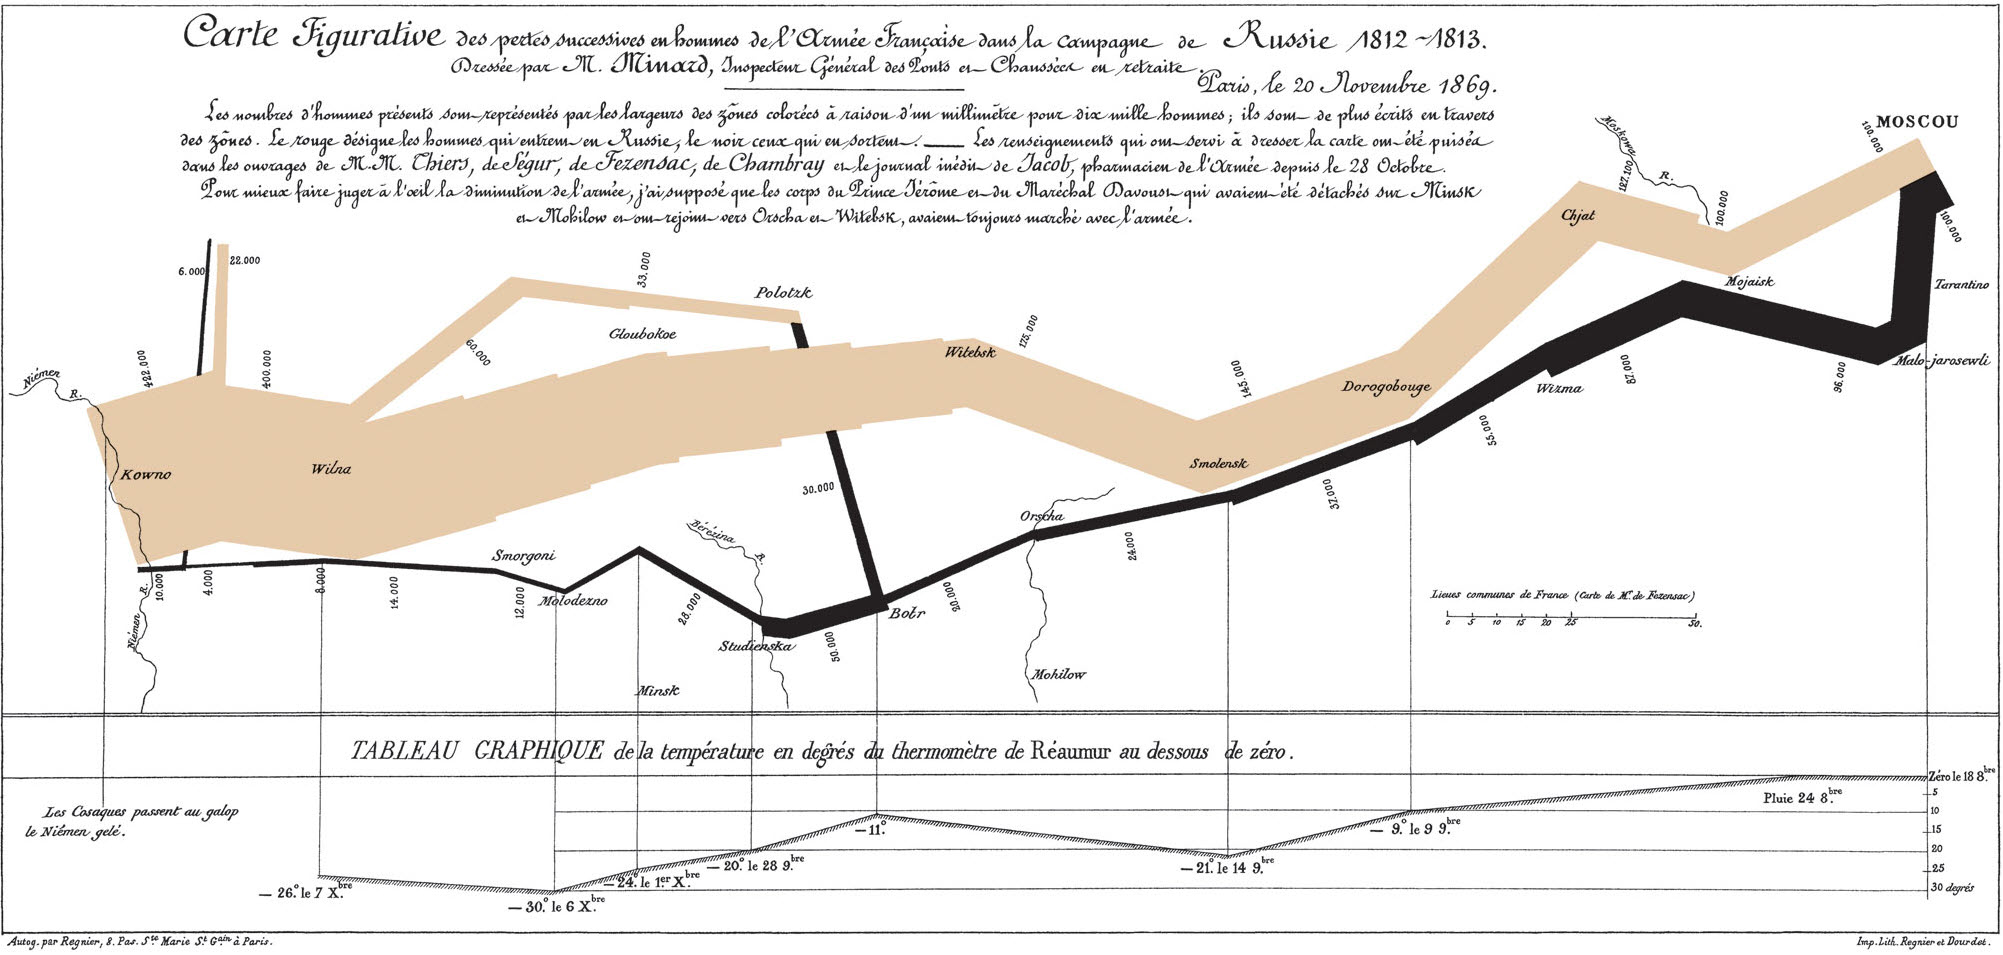 Carte Figurative des pertes successives en hommes de l'Armée Française dans la campagne de Russie 1812~1813.
Dressée par M. Minard, Inspecteur Général des Ponts et Chaussées en retraite.
Paris, le 20 Novembre 1869.
Les nombres d'hommes présents sont représentés par les largeurs des zônes colorées à raison d'un millimètre pour dix mille hommes; ils sont de plus écrits en travers
des zônes. Le rouge désigne les hommes qui entrent en Russie, le noir ceux qui en sortent. — Les renseignements qui ont servi à dresser la carte ont été puisés
dans les ouvrages de M.M. Thiers, de Ségur, de Fezensac, de Chambray et le journal inédit de Jacob, pharmacien de l'Armée depuis le 28 Octobre.
Pour mieux faire juger à l'œil la diminution de l'armée, j'ai supposé que les corps du Prince Jérôme et du Maréchal Davoust qui avaient été détachés sur Minsk
et Mohilow et ont rejoint vers Orscha et Witebsk, avaient toujours marché avec l'armée.
Moskowa
R.
127.100
100.000
100.000
MOSCOU
100.000
Chjat
Mojaisk
Tarantino
Malo-jarosewli
6.000
22.000
33.000
Polotzk
60.000
Gloubokoe
422.000
400.000
Niémen
R.
Kowno
Wilna
Witebsk
175.000
145.000
Dorogobouge
Smolensk
Wizma
87.000
96.000
55.000
37.000
30.000
Orscha
24.000
Bérézina
R.
Smorgoni
Molodezno
10.000
4.000
8.000
14.000
12.000
28.000
Studienska
50.000
Bobr
20.000
Niémen
R.
Minsk
Mohilow
Lieues communes de France (Carte de Mr. de Fezensac)
0 5 10 15 20 25 50.
TABLEAU GRAPHIQUE de la température en degrés du thermomètre de Réaumur au dessous de zéro.
Les Cosaques passent au galop
le Niémen gelé.
Zéro le 18 8.bre
Pluie 24 8.bre
5
10
15
20
25
30 degrés
— 9.° le 9 9.bre
— 21.° le 14 9.bre
— 11.°
— 20.° le 28 9.bre
— 24.° le 1.er X.bre
— 30.° le 6 X.bre
— 26.° le 7 X.bre
Autog. par Regnier, 8. Pas. Ste Marie St Gain à Paris.
Imp. Lith. Regnier et Dourdet.